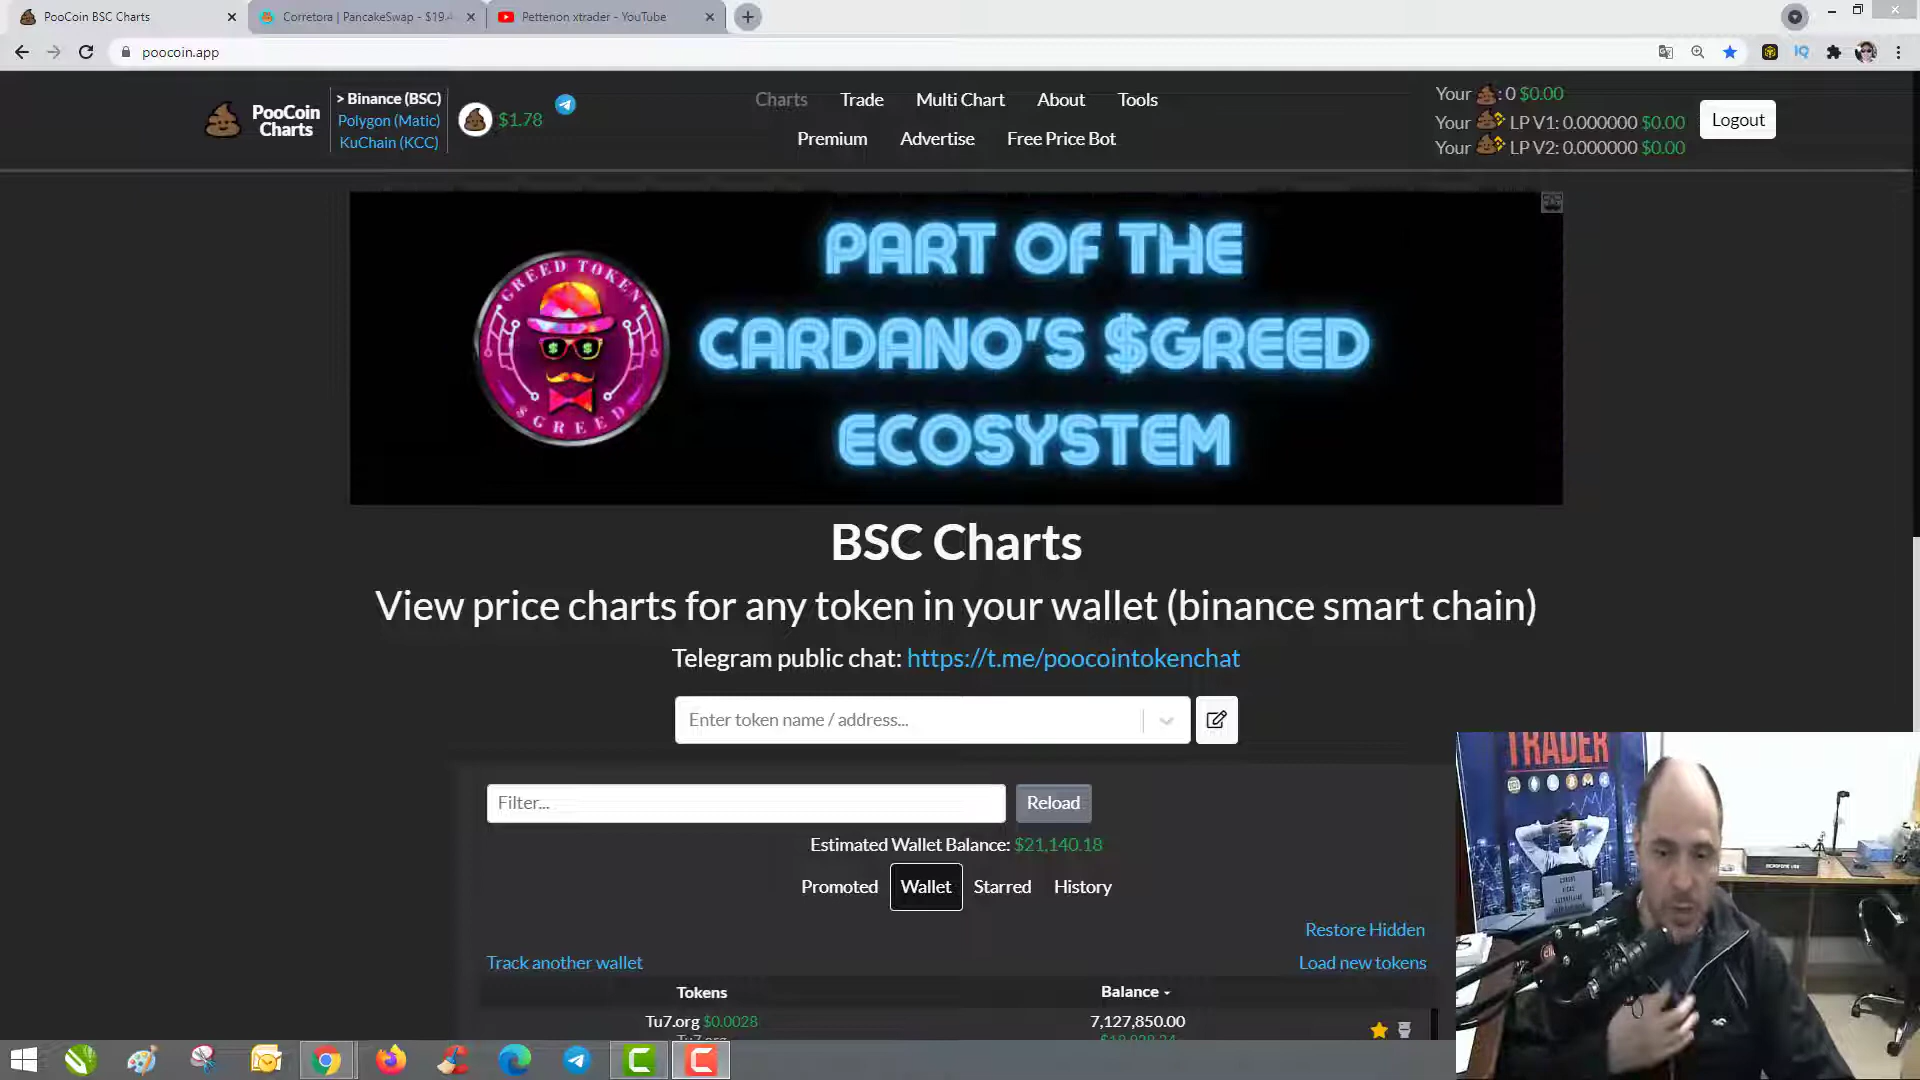 PooCoin BSC Charts
Corretora | PancakeSwap - $19.4
Pettenon xtrader - YouTube
poocoin.app
PooCoin
Charts
> Binance (BSC)
Polygon (Matic)
KuChain (KCC)
$1.78
Charts
Trade
Multi Chart
About
Tools
Premium
Advertise
Free Price Bot
Your : 0 $0.00
Your LP V1: 0.000000 $0.00
Your LP V2: 0.000000 $0.00
Logout
GREED TOKEN
$GREED
PART OF THE
CARDANO'S $GREED
ECOSYSTEM
BSC Charts
View price charts for any token in your wallet (binance smart chain)
Telegram public chat: https://t.me/poocointokenchat
Enter token name / address...
Filter...
Reload
Estimated Wallet Balance: $21,140.18
Promoted
Wallet
Starred
History
Restore Hidden
Track another wallet
Load new tokens
Tokens
Balance
Tu7.org $0.0028
7,127,850.00
Tu7.org
TRADER